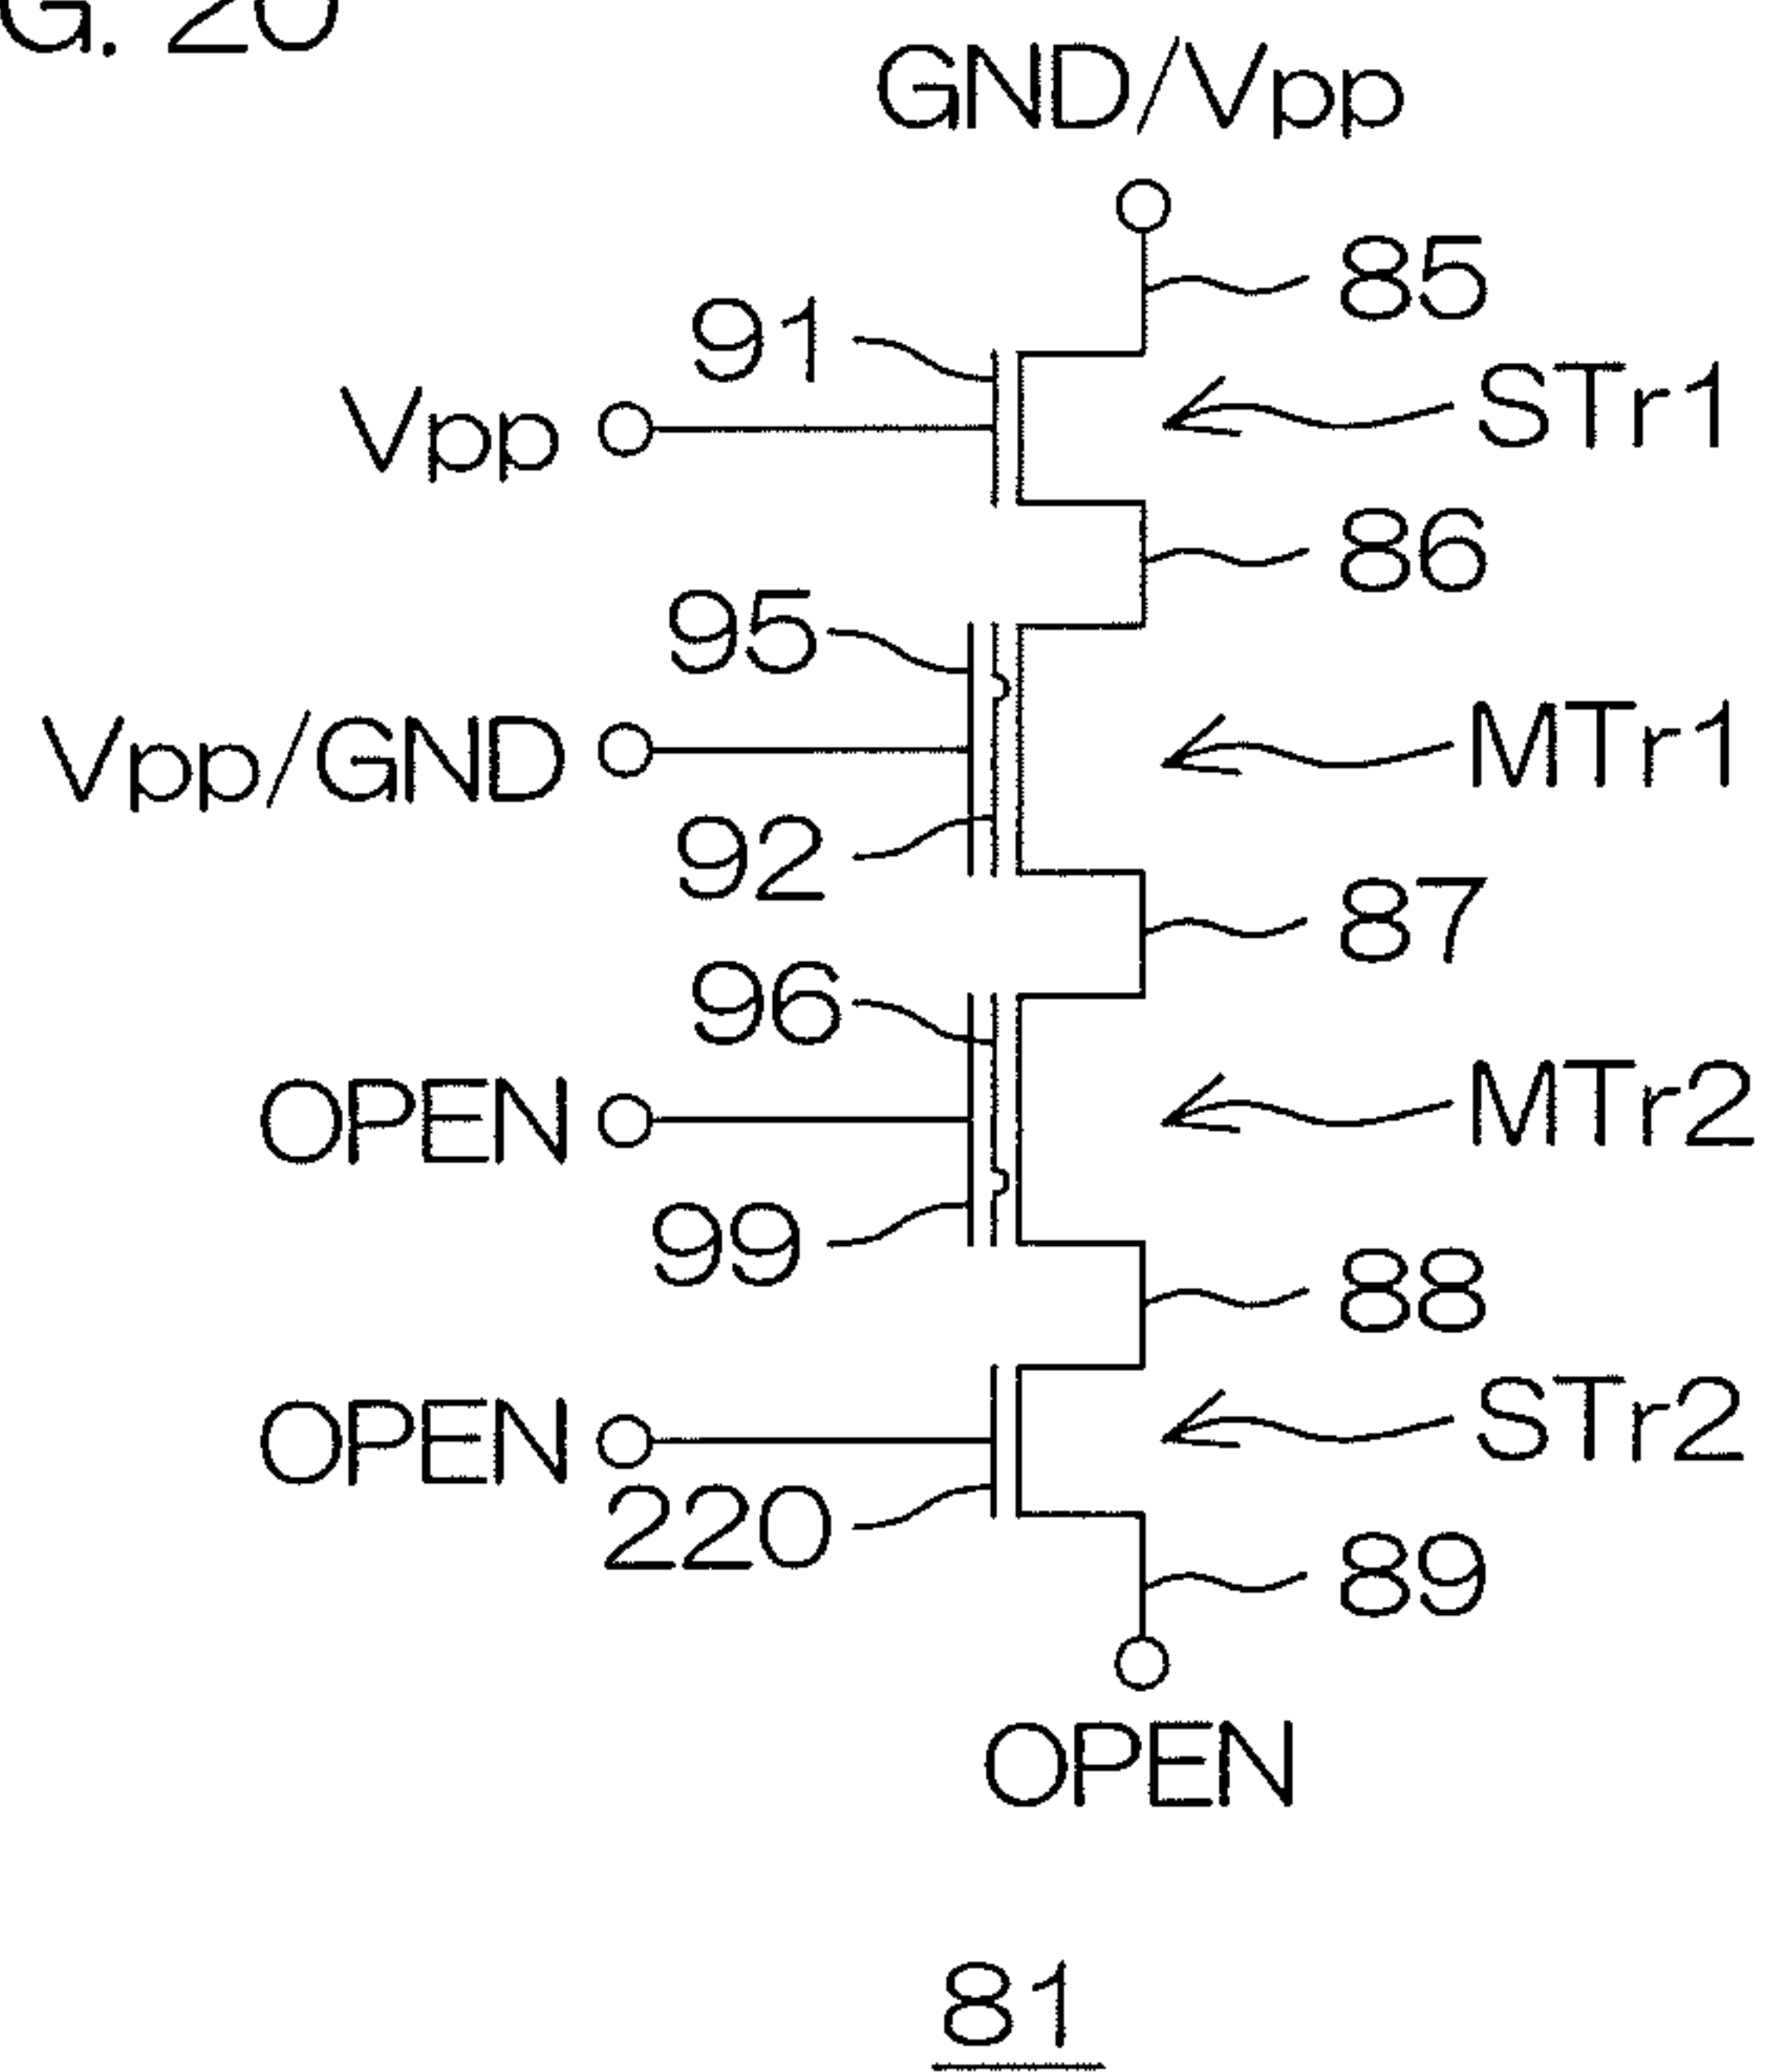 G. 20
GND/Vpp
85
91
STr1
Vpp
86
95
MTr1
Vpp/GND
92
87
96
MTr2
OPEN
99
88
STr2
OPEN
220
89
OPEN
81